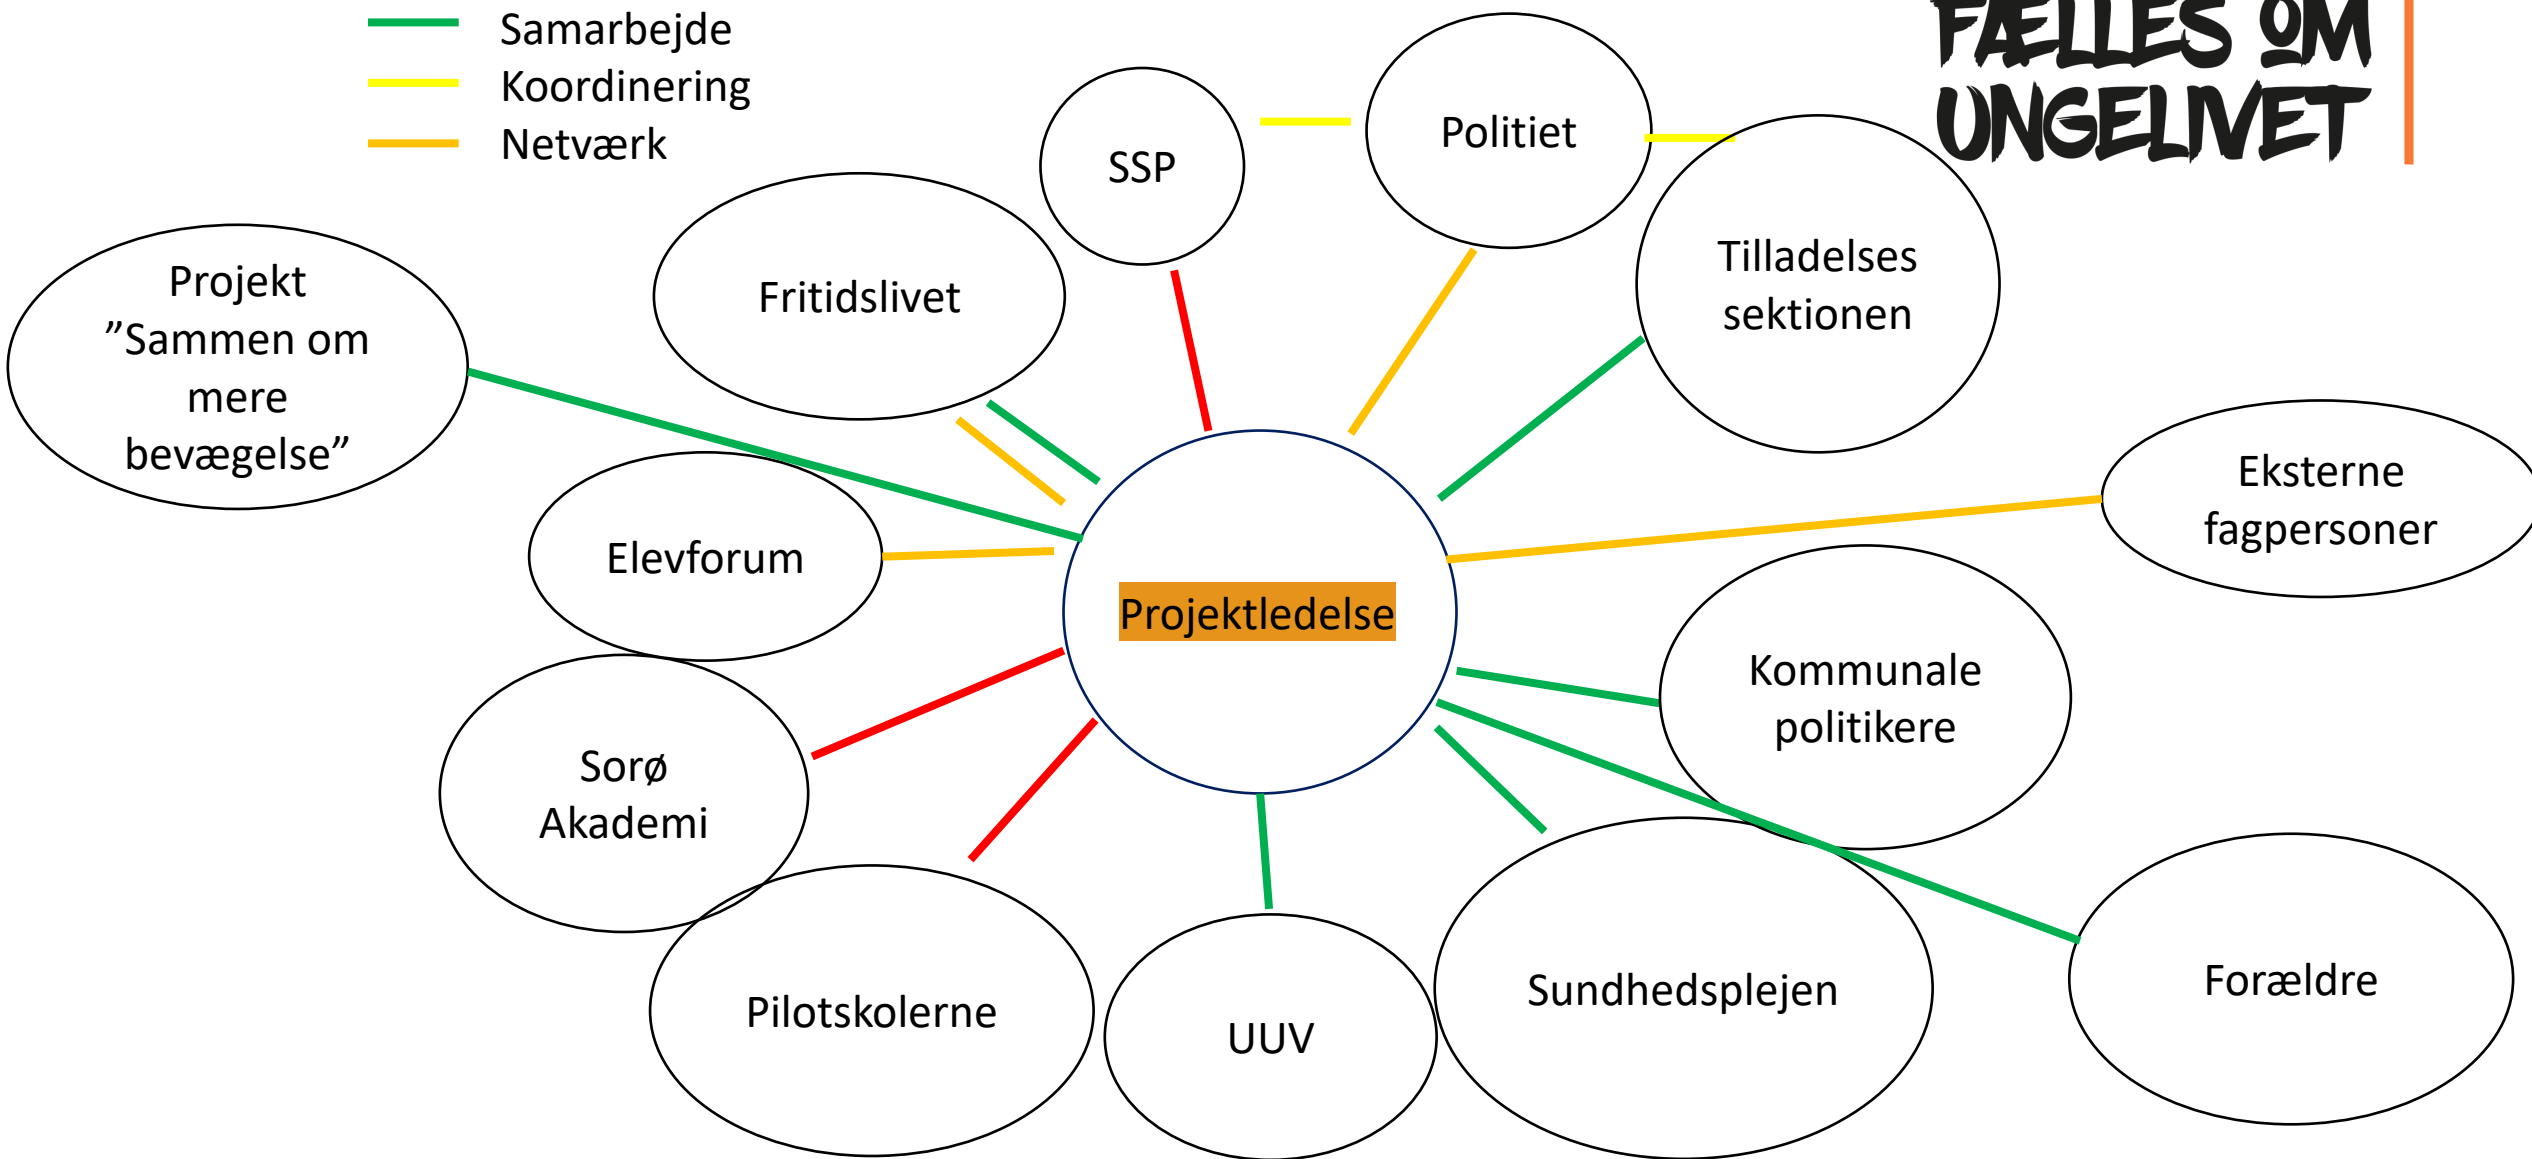 Samarbejde
Koordinering
Netværk
FÆLLES OM
UNGELIVET
SSP
Politiet
Tilladelses
sektionen
Fritidslivet
Projekt
”Sammen om
mere
bevægelse”
Eksterne
fagpersoner
Elevforum
Projektledelse
Kommunale
politikere
Sorø
Akademi
Pilotskolerne
UUV
Sundhedsplejen
Forældre